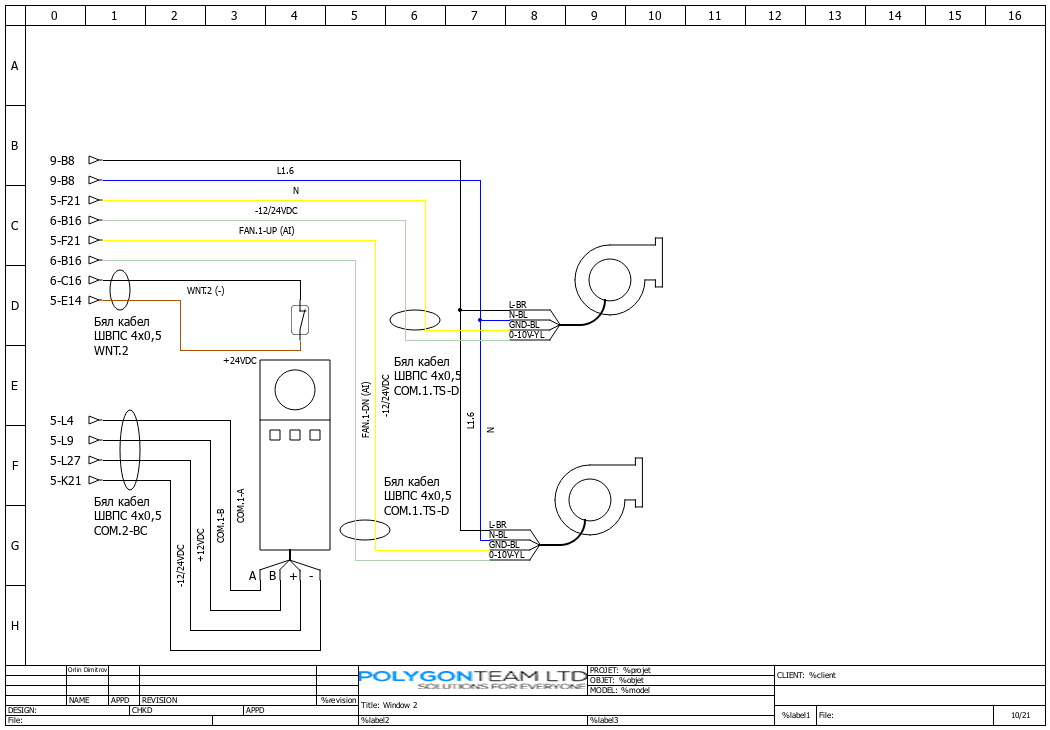 0 1 2 3 4 5 6 7 8 9 10 11 12 13 14 15 16
A
B
C
D
E
F
G
H
9-B8
L1.6
9-B8
N
5-F21
-12/24VDC
6-B16
FAN.1-UP (AI)
5-F21
6-B16
6-C16
WNT.2 (-)
5-E14
Бял кабел
ШВПС 4x0,5
WNT.2
+24VDC
L-BR
N-BL
GND-BL
0-10V-YL
Бял кабел
ШВПС 4x0,5
COM.1.TS-D
FAN.1-DN (AI)
-12/24VDC
L1.6
N
5-L4
5-L9
5-L27
5-K21
Бял кабел
ШВПС 4x0,5
COM.2-BC
Бял кабел
ШВПС 4x0,5
COM.1.TS-D
L-BR
N-BL
GND-BL
0-10V-YL
-12/24VDC
+12VDC
COM.1-B
COM.1-A
A B + -
Orlin Dimitrov
NAME APPD REVISION %revision
DESIGN: CHKD APPD
File:
POLYGONTEAM LTD
SOLUTIONS FOR EVERYONE
Title: Window 2
%label2
PROJET: %projet
OBJET: %objet
MODEL: %model
%label3
CLIENT: %client
%label1 File: 10/21